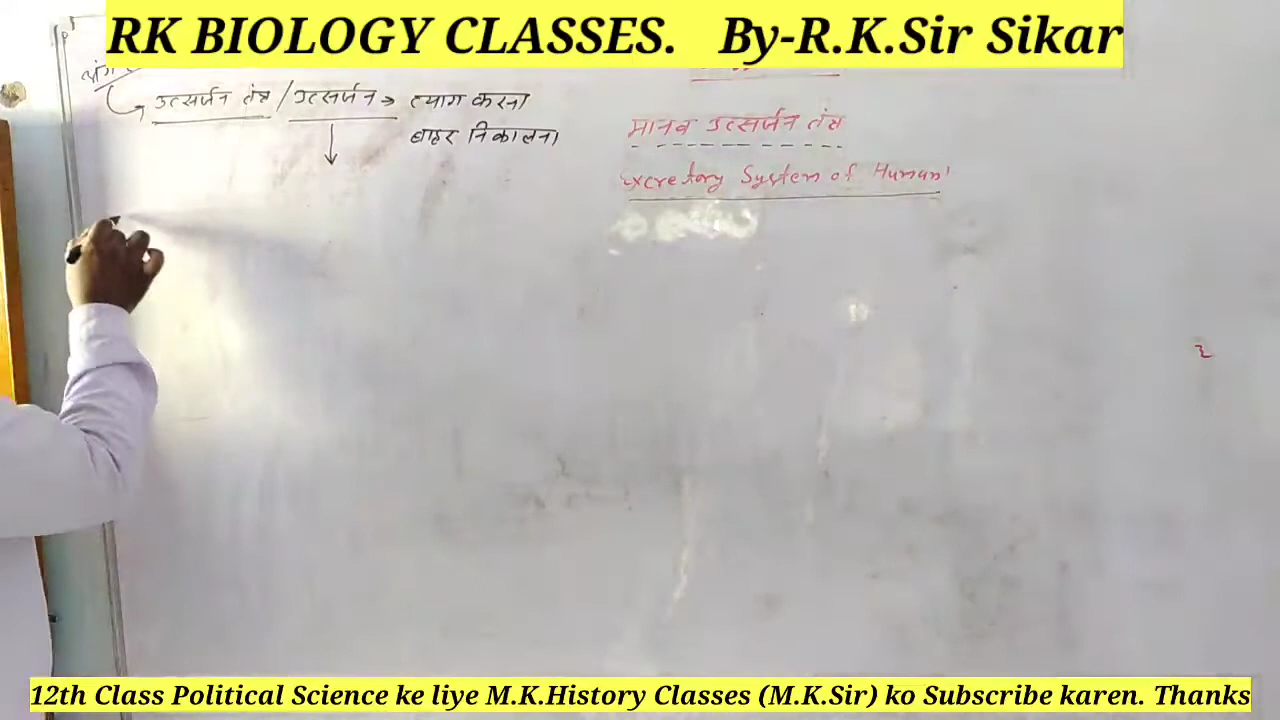 RK BIOLOGY CLASSES. By-R.K.Sir Sikar
उत्सर्जन तंत्र / उत्सर्जन → त्याग करना
बाहर निकालना
मानव उत्सर्जन तंत्र
Excretory System of Human
12th Class Political Science ke liye M.K.History Classes (M.K.Sir) ko Subscribe karen. Thanks